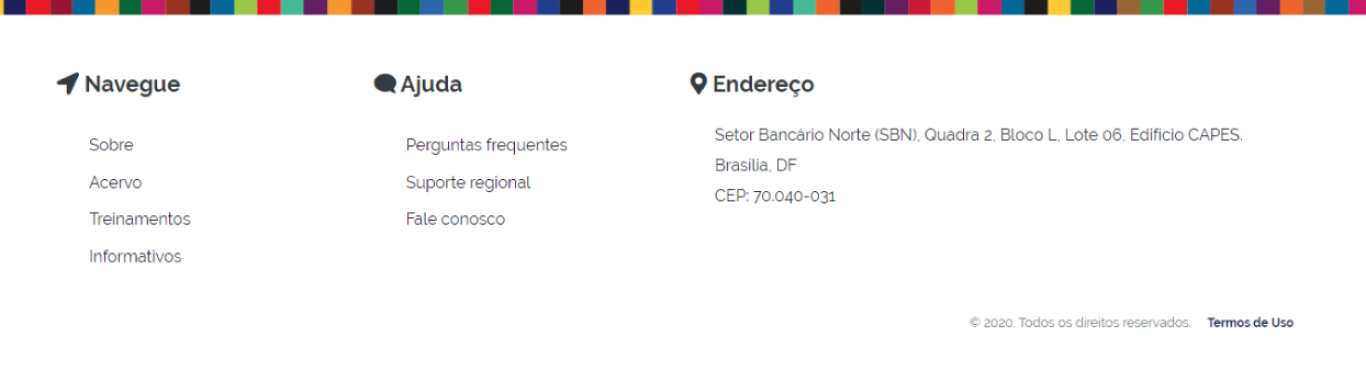 Navegue
Sobre
Acervo
Treinamentos
Informativos
Ajuda
Perguntas frequentes
Suporte regional
Fale conosco
Endereço
Setor Bancário Norte (SBN), Quadra 2, Bloco L, Lote 06, Edifício CAPES.
Brasília, DF
CEP: 70.040-031
© 2020. Todos os direitos reservados. Termos de Uso